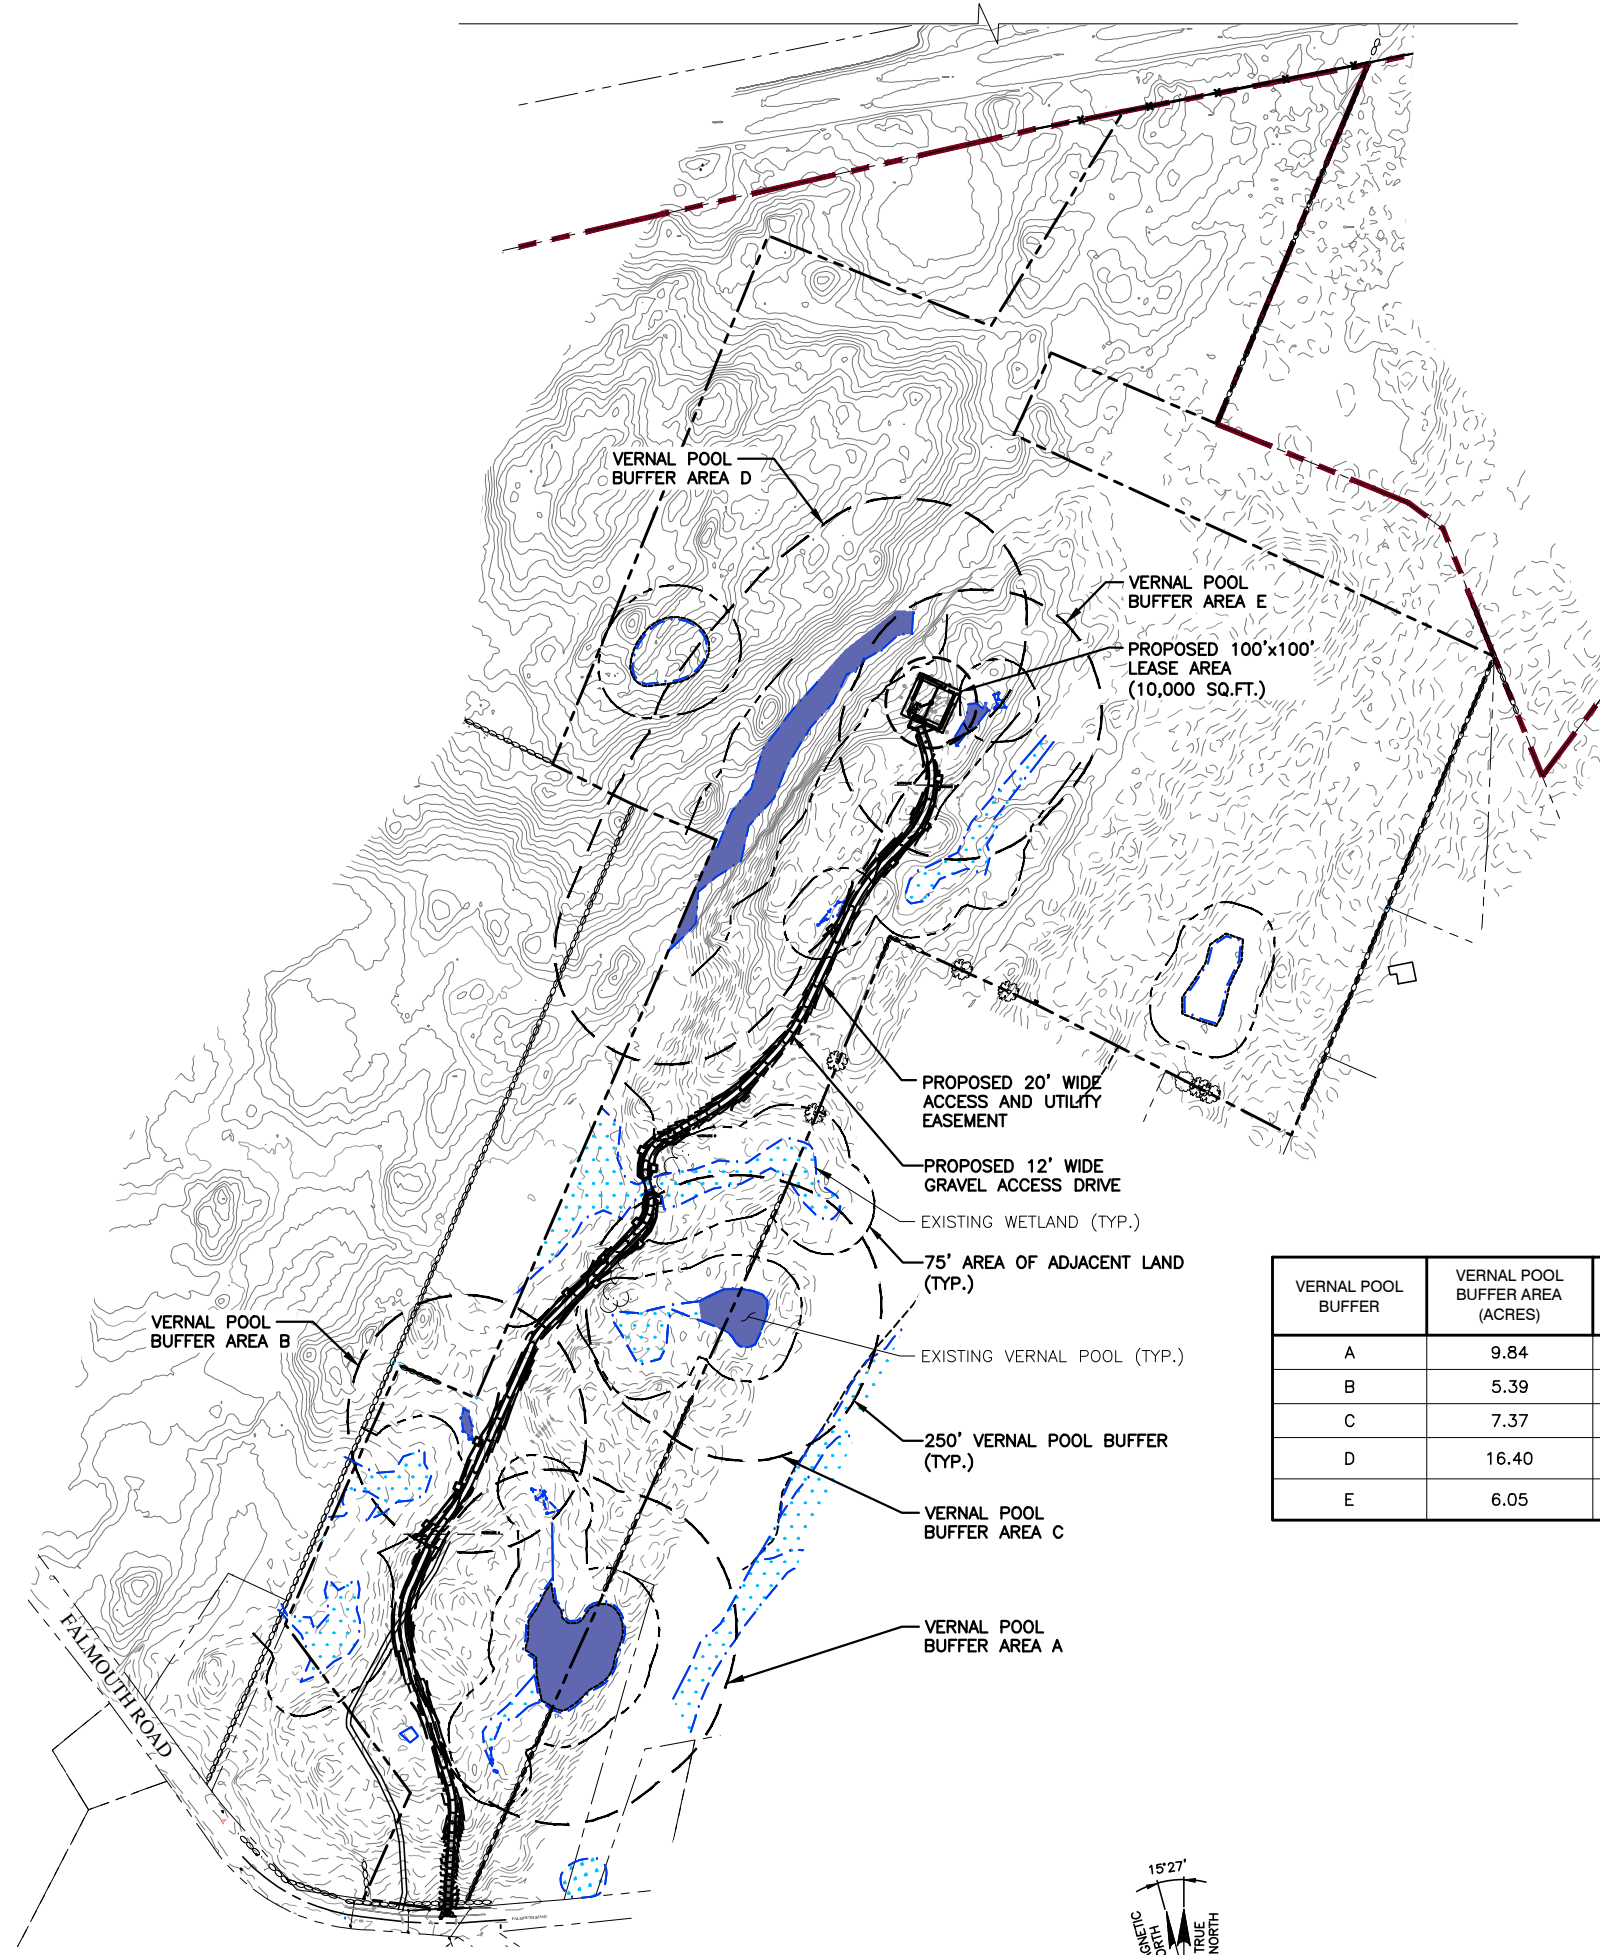 VERNAL POOL
BUFFER AREA D
VERNAL POOL
BUFFER AREA E
PROPOSED 100'x100'
LEASE AREA
(10,000 SQ.FT.)
PROPOSED 20' WIDE
ACCESS AND UTILITY
EASEMENT
PROPOSED 12' WIDE
GRAVEL ACCESS DRIVE
EXISTING WETLAND (TYP.)
75' AREA OF ADJACENT LAND
(TYP.)
VERNAL POOL
BUFFER AREA B
EXISTING VERNAL POOL (TYP.)
250' VERNAL POOL BUFFER
(TYP.)
VERNAL POOL
BUFFER AREA C
VERNAL POOL
BUFFER AREA A
FALMOUTH ROAD
FALMOUTH ROAD
VERNAL POOL
BUFFER
VERNAL POOL
BUFFER AREA
(ACRES)
A 9.84
B 5.39
C 7.37
D 16.40
E 6.05
15°27'
TRUE
NORTH